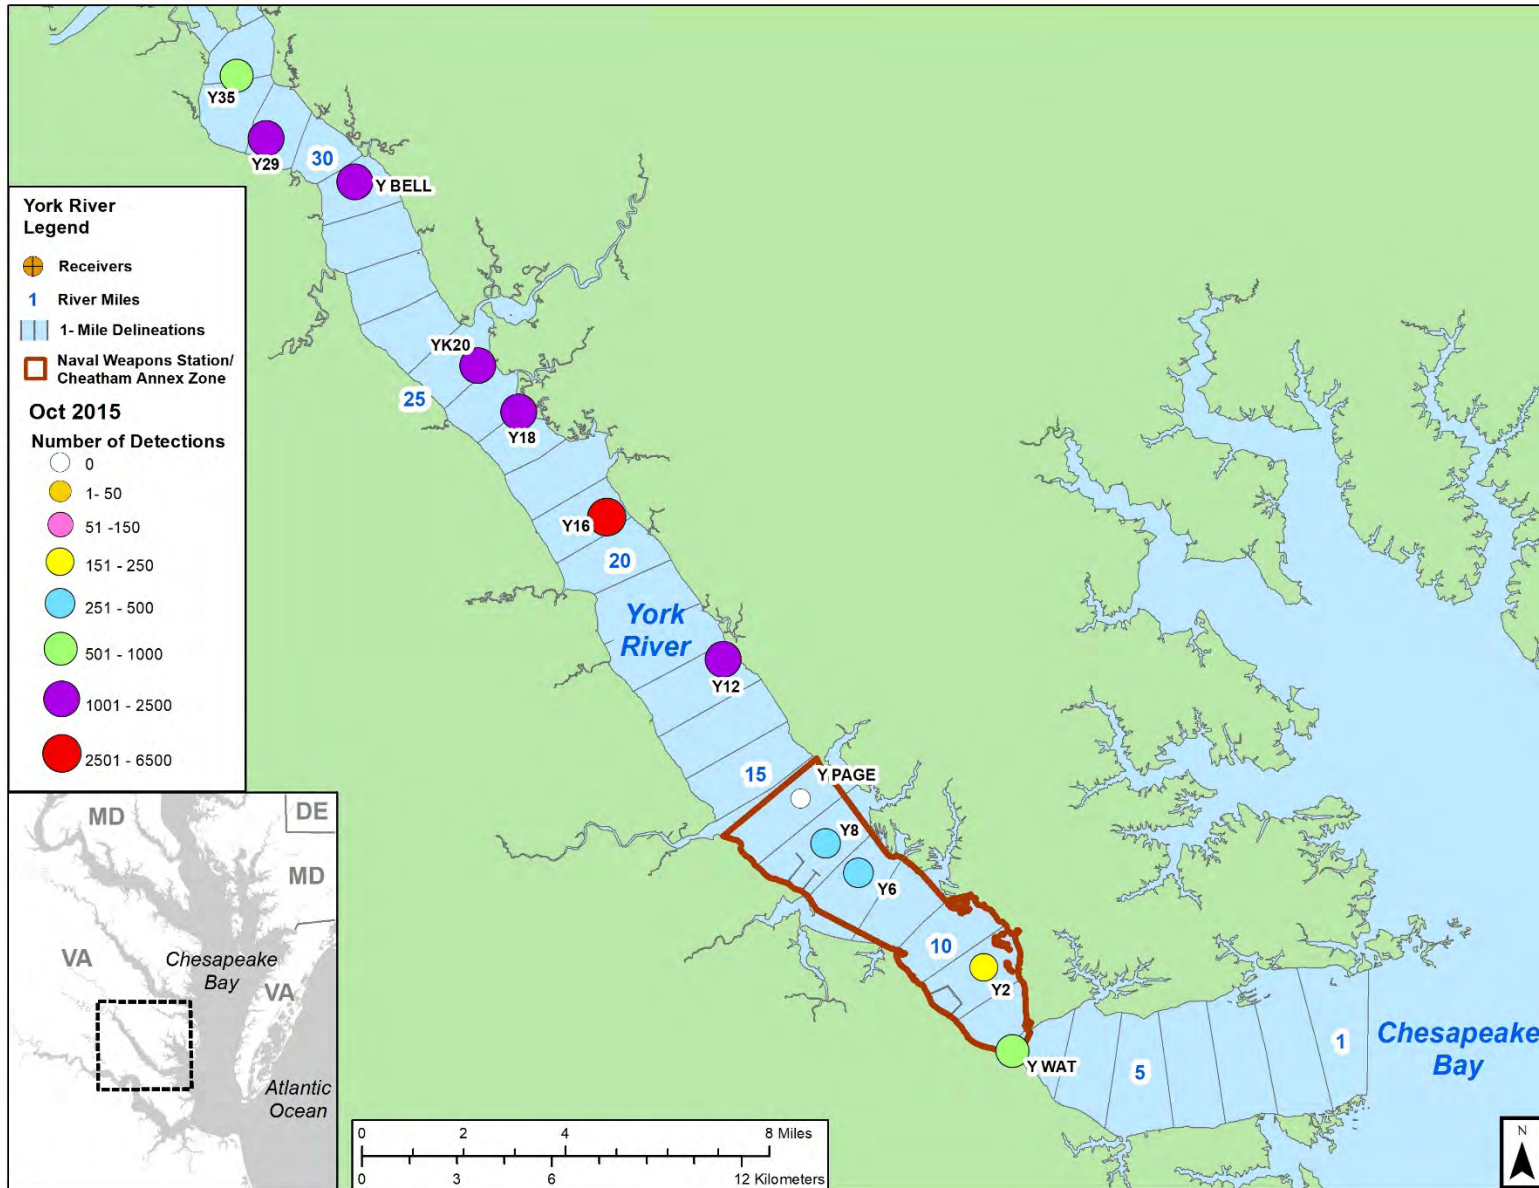 Y35
Y29
30
Y BELL
YK20
25
Y18
Y16
20
York
River
Y12
15
Y PAGE
Y8
Y6
10
Y2
Y WAT
5
1
Chesapeake
Bay
York River
Legend
Receivers
1 River Miles
1- Mile Delineations
Naval Weapons Station/
Cheatham Annex Zone
Oct 2015
Number of Detections
0
1- 50
51 -150
151 - 250
251 - 500
501 - 1000
1001 - 2500
2501 - 6500
MD
DE
MD
VA
Chesapeake
Bay
VA
Atlantic
Ocean
0 2 4 8 Miles
0 3 6 12 Kilometers
N